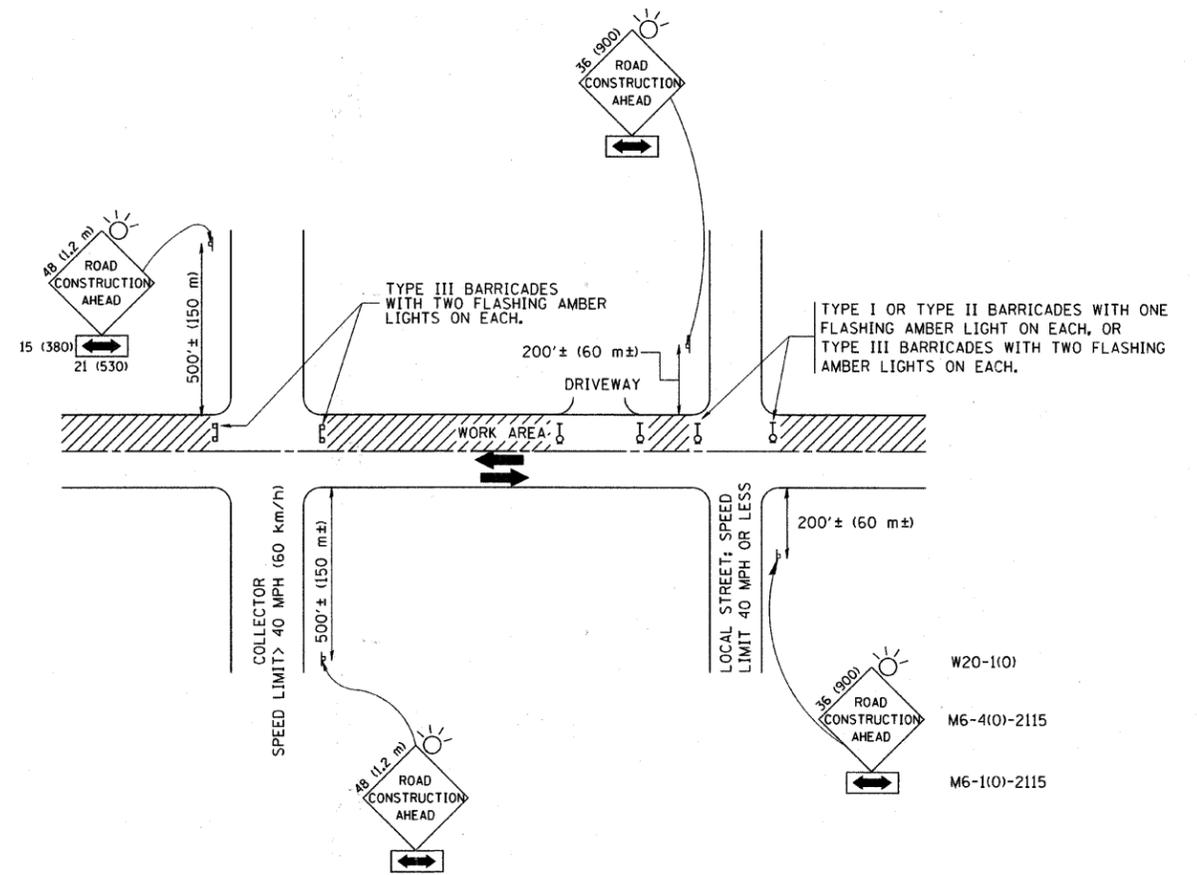 36 (900)
ROAD
CONSTRUCTION
AHEAD
48 (1.2 m)
ROAD
CONSTRUCTION
AHEAD
15 (380)
21 (530)
500'± (150 m)
TYPE III BARRICADES
WITH TWO FLASHING AMBER
LIGHTS ON EACH.
200'± (60 m±)
DRIVEWAY
TYPE I OR TYPE II BARRICADES WITH ONE
FLASHING AMBER LIGHT ON EACH, OR
TYPE III BARRICADES WITH TWO FLASHING
AMBER LIGHTS ON EACH.
WORK AREA
COLLECTOR
SPEED LIMIT> 40 MPH (60 km/h)
500'± (150 m±)
LOCAL STREET: SPEED
LIMIT 40 MPH OR LESS
200'± (60 m±)
48 (1.2 m)
ROAD
CONSTRUCTION
AHEAD
36 (900)
ROAD
CONSTRUCTION
AHEAD
W20-1(O)
M6-4(O)-2115
M6-1(O)-2115